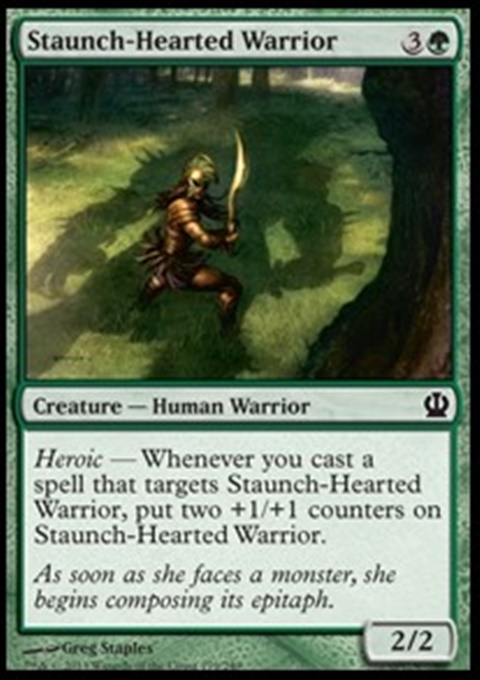 Staunch-Hearted Warrior 3
Creature — Human Warrior
Heroic — Whenever you cast a
spell that targets Staunch-Hearted
Warrior, put two +1/+1 counters on
Staunch-Hearted Warrior.
As soon as she faces a monster, she
begins composing its epitaph.
Greg Staples
2/2